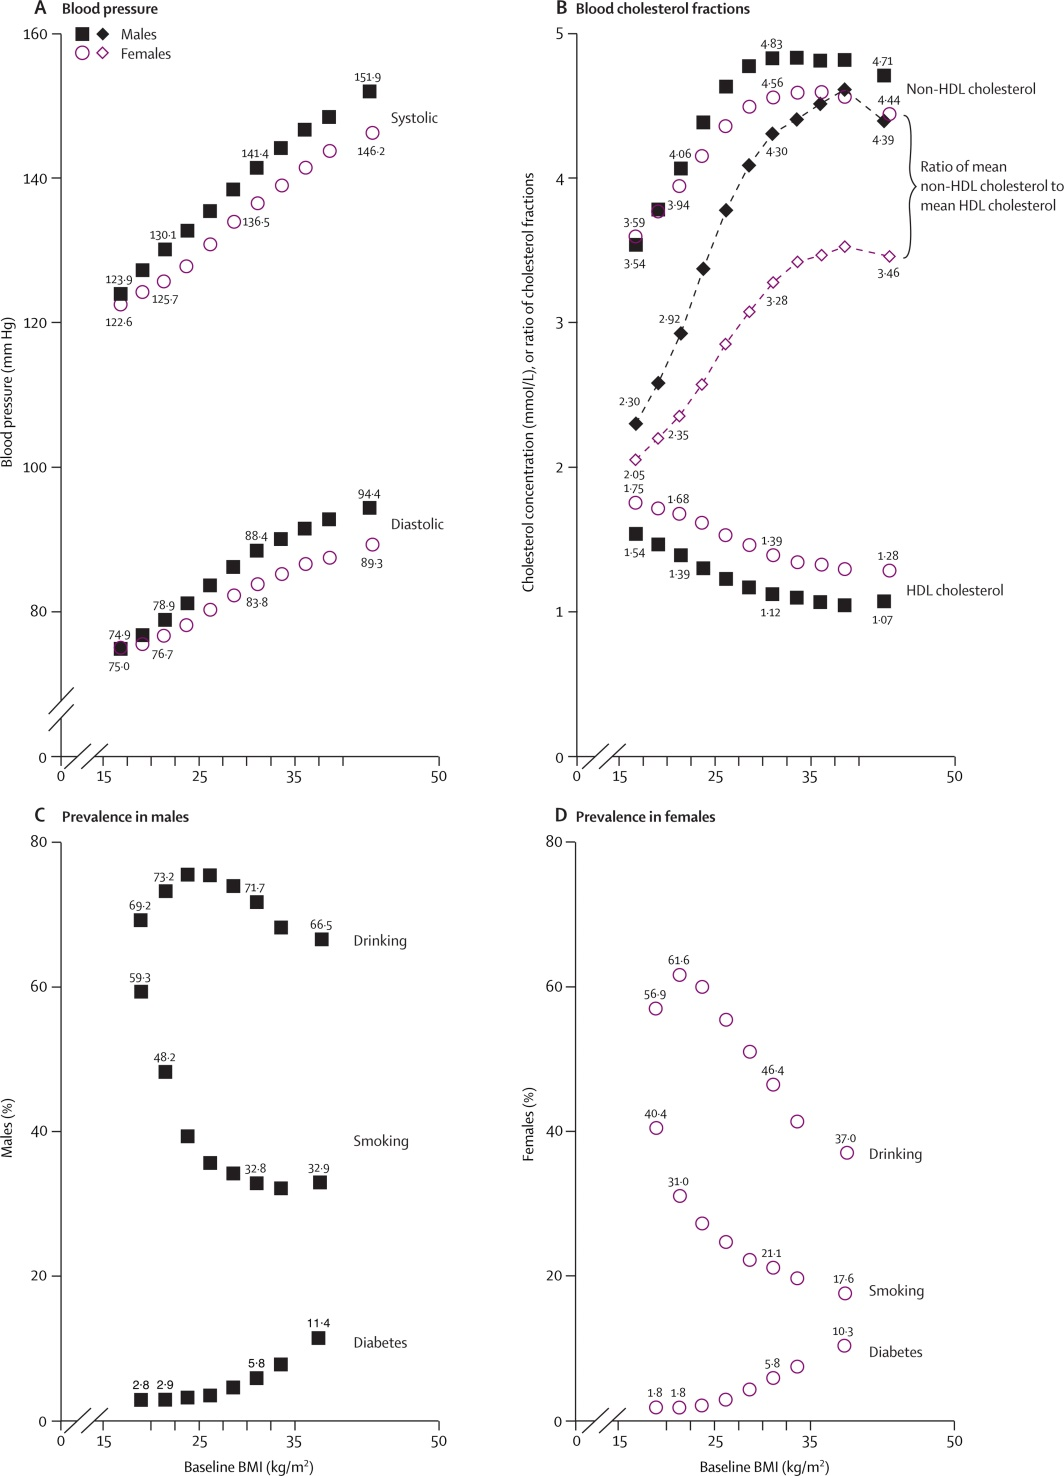 A Blood pressure
Males
Females
160
140
120
100
80
0
Blood pressure (mm Hg)
151·9
Systolic
141·4
146·2
130·1
136·5
123·9
125·7
122·6
94·4
88·4
Diastolic
89·3
78·9
83·8
74·9
76·7
75·0
0 15 25 35 50
B Blood cholesterol fractions
5
4
3
2
1
0
Cholesterol concentration (mmol/L), or ratio of cholesterol fractions
4·83
4·71
Non-HDL cholesterol
4·56
4·44
4·30
4·39
4·06
Ratio of mean
non-HDL cholesterol to
mean HDL cholesterol
3·94
3·59
3·54
3·46
3·28
2·92
2·30
2·35
2·05
1·75
1·68
1·54
1·39
1·39
1·28
HDL cholesterol
1·12
1·07
0 15 25 35 50
C Prevalence in males
80
60
40
20
0
Males (%)
73·2
69·2
71·7
66·5
Drinking
59·3
48·2
Smoking
32·8
32·9
11·4
Diabetes
5·8
2·8
2·9
0 15 25 35 50
Baseline BMI (kg/m²)
D Prevalence in females
80
60
40
20
0
Females (%)
61·6
56·9
46·4
37·0
Drinking
40·4
31·0
21·1
17·6
Smoking
10·3
Diabetes
5·8
1·8
1·8
0 15 25 35 50
Baseline BMI (kg/m²)